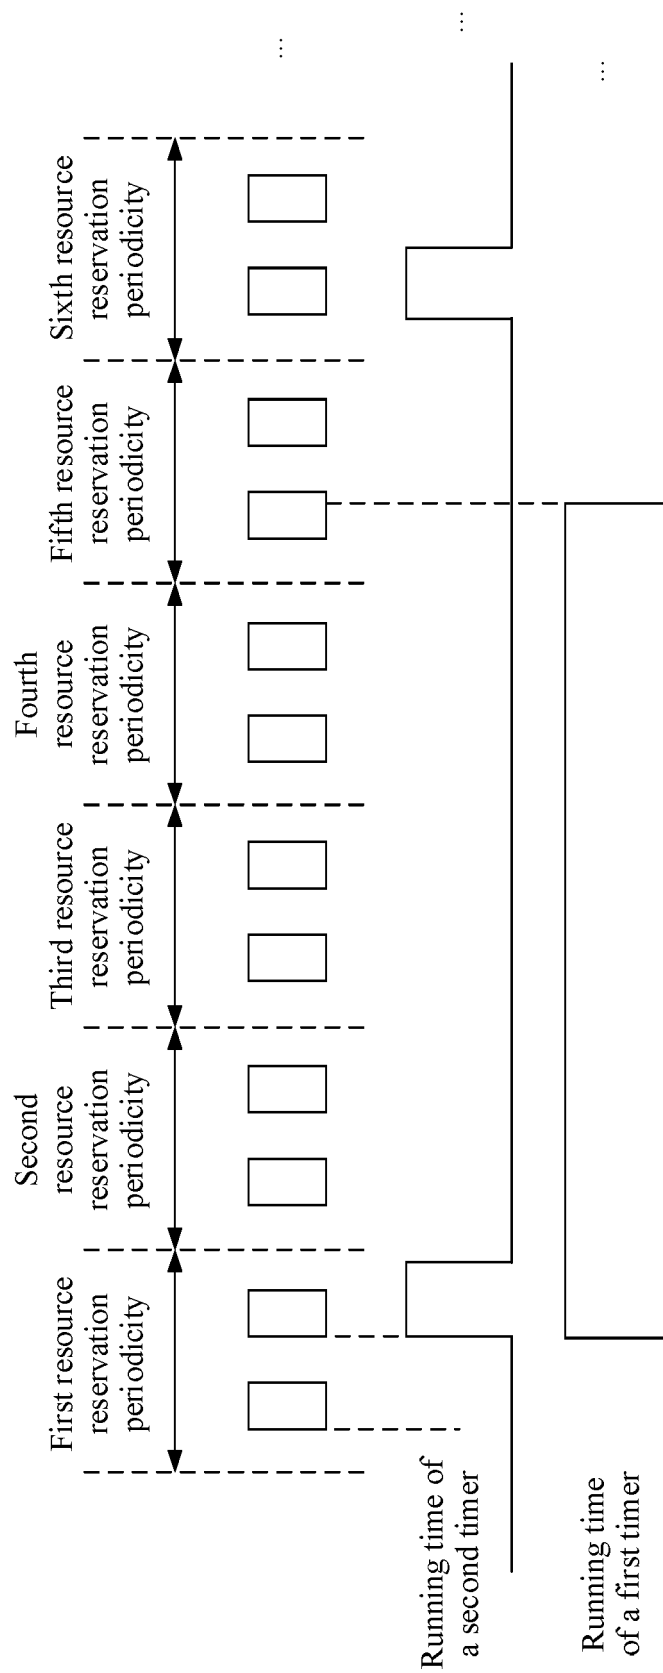 First resource
reservation
periodicity
Second
resource
reservation
periodicity
Third resource
reservation
periodicity
Fourth
resource
reservation
periodicity
Fifth resource
reservation
periodicity
Sixth resource
reservation
periodicity
...
Running time of
a second timer
...
Running time
of a first timer
...